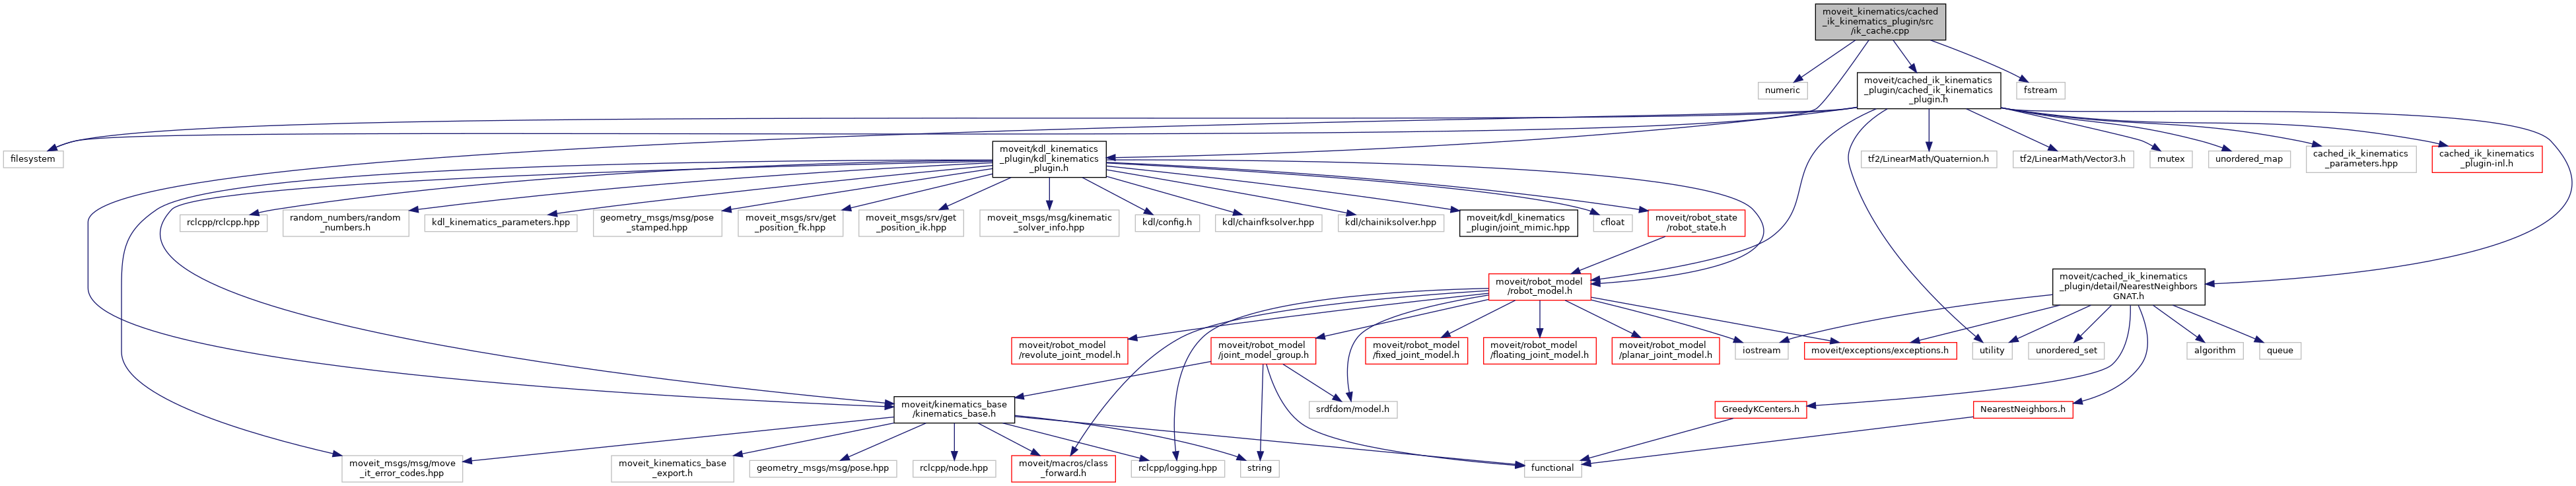 moveit_kinematics/cached
_ik_kinematics_plugin/src
/ik_cache.cpp
numeric
moveit/cached_ik_kinematics
_plugin/cached_ik_kinematics
_plugin.h
fstream
filesystem
moveit/kdl_kinematics
_plugin/kdl_kinematics
_plugin.h
tf2/LinearMath/Quaternion.h
tf2/LinearMath/Vector3.h
mutex
unordered_map
cached_ik_kinematics
_parameters.hpp
cached_ik_kinematics
_plugin-inl.h
rclcpp/rclcpp.hpp
random_numbers/random
_numbers.h
kdl_kinematics_parameters.hpp
geometry_msgs/msg/pose
_stamped.hpp
moveit_msgs/srv/get
_position_fk.hpp
moveit_msgs/srv/get
_position_ik.hpp
moveit_msgs/msg/kinematic
_solver_info.hpp
kdl/config.h
kdl/chainfksolver.hpp
kdl/chainiksolver.hpp
moveit/kdl_kinematics
_plugin/joint_mimic.hpp
cfloat
moveit/robot_state
/robot_state.h
moveit/robot_model
/robot_model.h
moveit/cached_ik_kinematics
_plugin/detail/NearestNeighbors
GNAT.h
moveit/robot_model
/revolute_joint_model.h
moveit/robot_model
/joint_model_group.h
moveit/robot_model
/fixed_joint_model.h
moveit/robot_model
/floating_joint_model.h
moveit/robot_model
/planar_joint_model.h
iostream
moveit/exceptions/exceptions.h
utility
unordered_set
algorithm
queue
moveit/kinematics_base
/kinematics_base.h
srdfdom/model.h
GreedyKCenters.h
NearestNeighbors.h
moveit_msgs/msg/move
_it_error_codes.hpp
moveit_kinematics_base
_export.h
geometry_msgs/msg/pose.hpp
rclcpp/node.hpp
moveit/macros/class
_forward.h
rclcpp/logging.hpp
string
functional